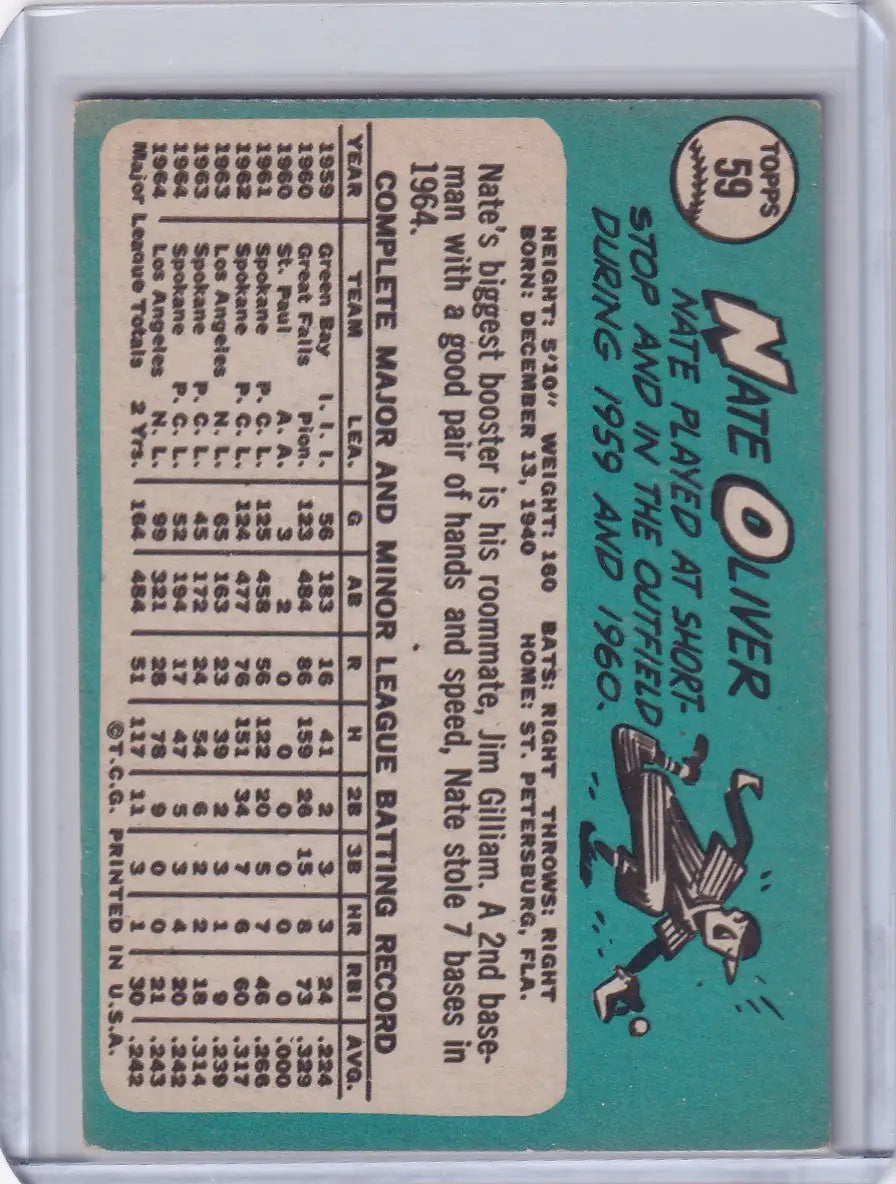 TOPPS
59
NATE OLIVER
NATE PLAYED AT SHORT-
STOP AND IN THE OUTFIELD
DURING 1959 AND 1960.
HEIGHT: 5'10" WEIGHT: 160 BATS: RIGHT THROWS: RIGHT
BORN: DECEMBER 13, 1940 HOME: ST. PETERSBURG, FLA.
Nate's biggest booster is his roommate, Jim Gilliam. A 2nd base-
man with a good pair of hands and speed, Nate stole 7 bases in
1964.
COMPLETE MAJOR AND MINOR LEAGUE BATTING RECORD
YEAR TEAM LEA. G AB R H 2B 3B HR RBI AVG.
1959 Green Bay I. I. I. 56 183 16 41 2 3 3 24 .224
1960 Great Falls Pion. 123 484 86 159 26 15 8 73 .329
1960 St. Paul A. A. 3 2 0 0 0 0 0 0 .000
1961 Spokane P. C. L. 125 458 56 122 20 5 7 46 .266
1962 Spokane P. C. L. 124 477 76 151 34 7 6 60 .317
1963 Los Angeles N. L. 65 163 23 39 2 3 1 9 .239
1963 Spokane P. C. L. 45 172 24 54 6 2 2 18 .314
1964 Spokane P. C. L. 52 194 17 47 5 3 4 20 .242
1964 Los Angeles N. L. 99 321 28 78 9 0 0 21 .243
Major League Totals 2 Yrs. 164 484 51 117 11 3 1 30 .242
©T.C.G. PRINTED IN U.S.A.